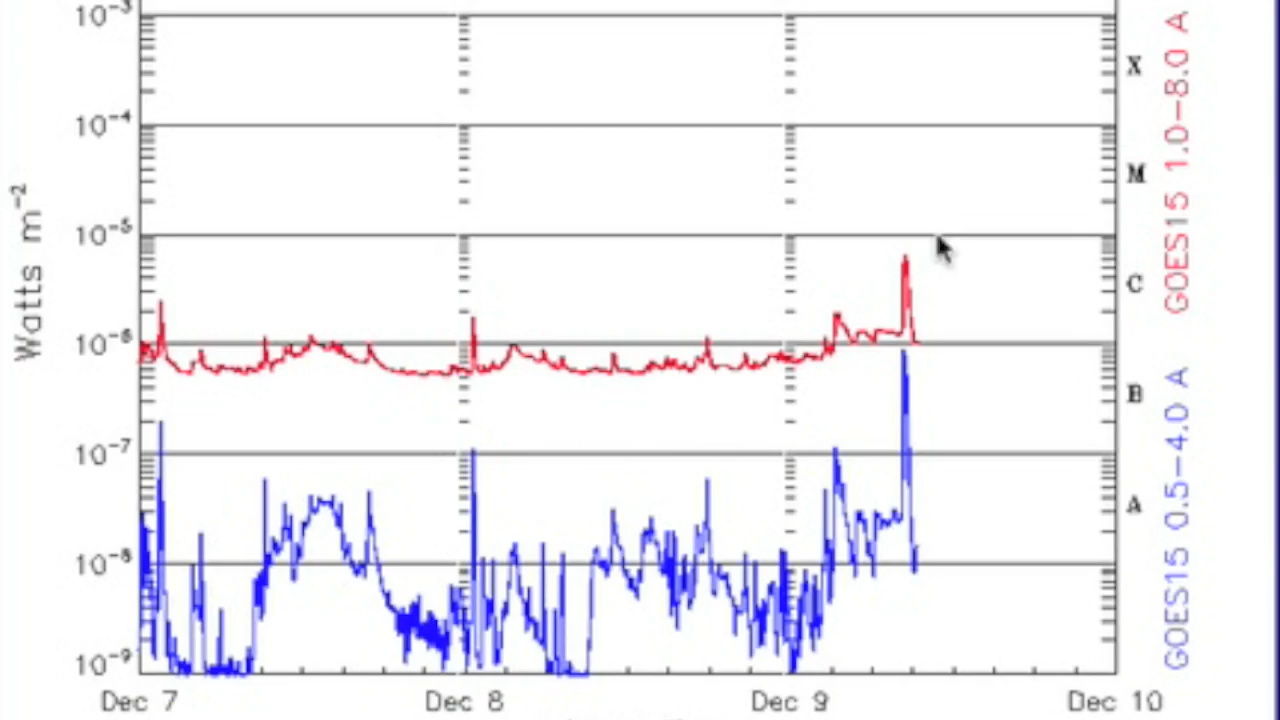 10⁻³
10⁻⁴
10⁻⁵
10⁻⁶
10⁻⁷
10⁻⁸
10⁻⁹
Watts m⁻²
X
M
C
B
A
GOES15 1.0–8.0 A
GOES15 0.5–4.0 A
Dec 7 Dec 8 Dec 9 Dec 10